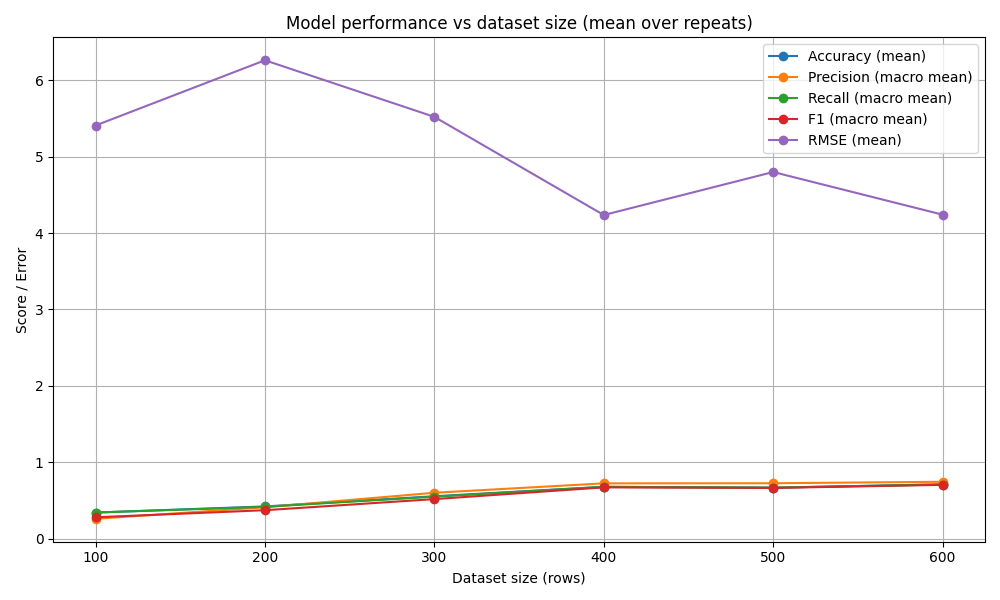 Model performance vs dataset size (mean over repeats)
Accuracy (mean)
Precision (macro mean)
Recall (macro mean)
F1 (macro mean)
RMSE (mean)
Score / Error
6
5
4
3
2
1
0
100 200 300 400 500 600
Dataset size (rows)